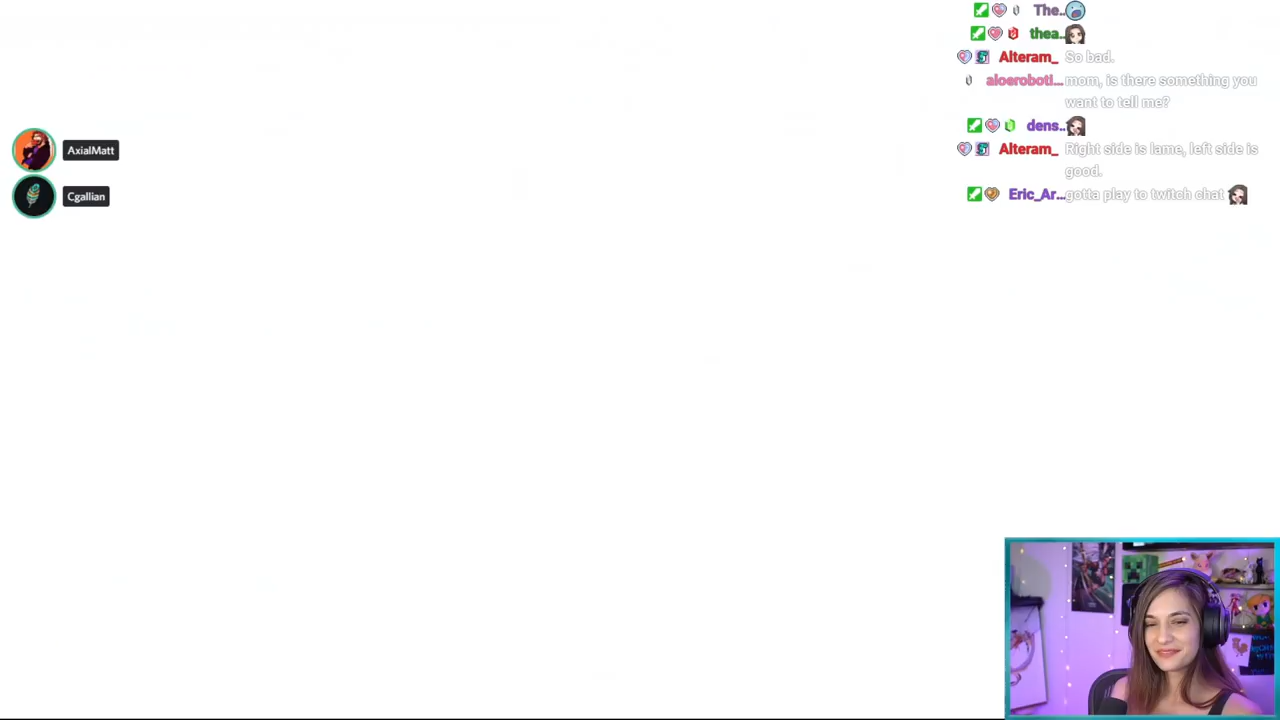 The..
thea..
Alteram_ So bad.
aloeroboti... mom, is there something you
want to tell me?
dens..
Alteram_ Right side is lame, left side is
good.
Eric_Ar... gotta play to twitch chat
AxialMatt
Cgallian